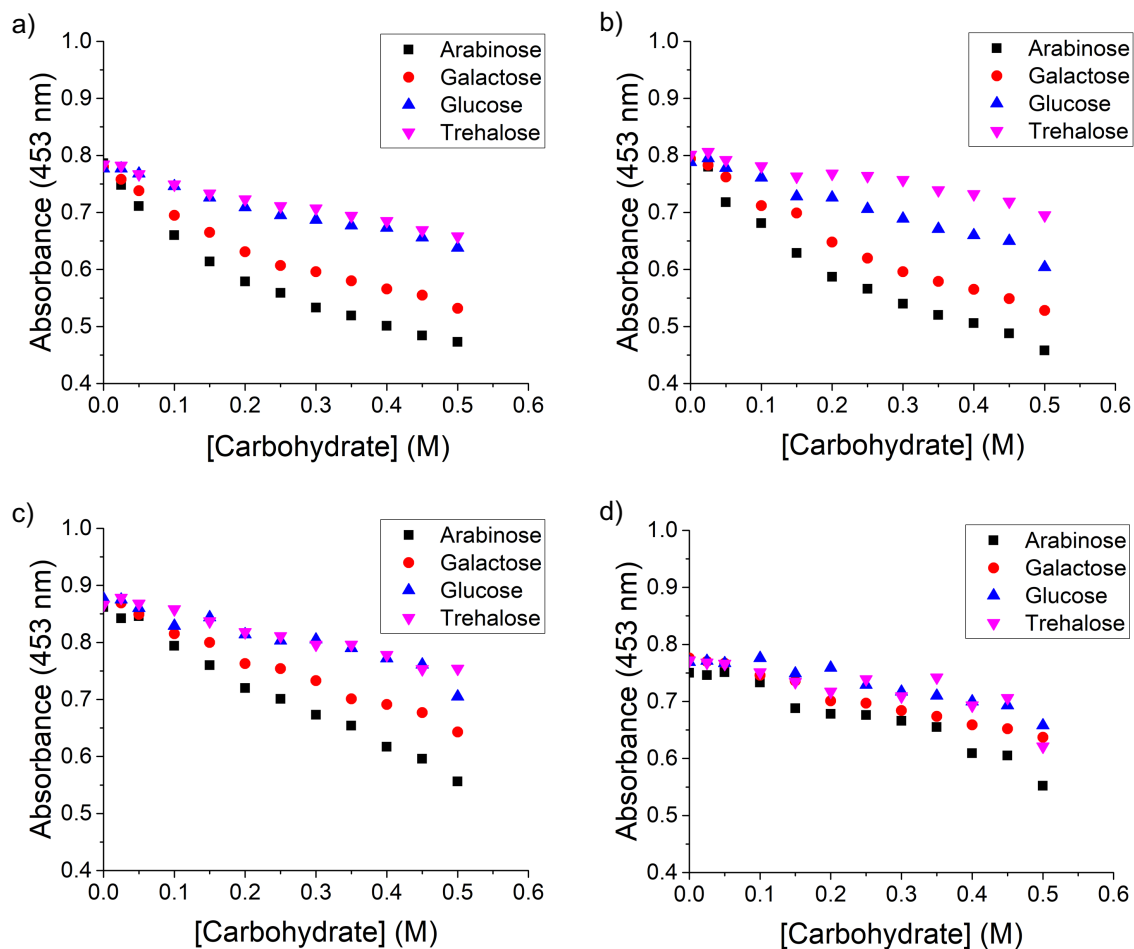 a)
Absorbance (453 nm)
1.0
0.9
0.8
0.7
0.6
0.5
0.4
0.0 0.1 0.2 0.3 0.4 0.5 0.6
[Carbohydrate] (M)
Arabinose
Galactose
Glucose
Trehalose
b)
Absorbance (453 nm)
1.0
0.9
0.8
0.7
0.6
0.5
0.4
0.0 0.1 0.2 0.3 0.4 0.5 0.6
[Carbohydrate] (M)
Arabinose
Galactose
Glucose
Trehalose
c)
Absorbance (453 nm)
1.0
0.9
0.8
0.7
0.6
0.5
0.4
0.0 0.1 0.2 0.3 0.4 0.5 0.6
[Carbohydrate] (M)
Arabinose
Galactose
Glucose
Trehalose
d)
Absorbance (453 nm)
1.0
0.9
0.8
0.7
0.6
0.5
0.4
0.0 0.1 0.2 0.3 0.4 0.5 0.6
[Carbohydrate] (M)
Arabinose
Galactose
Glucose
Trehalose